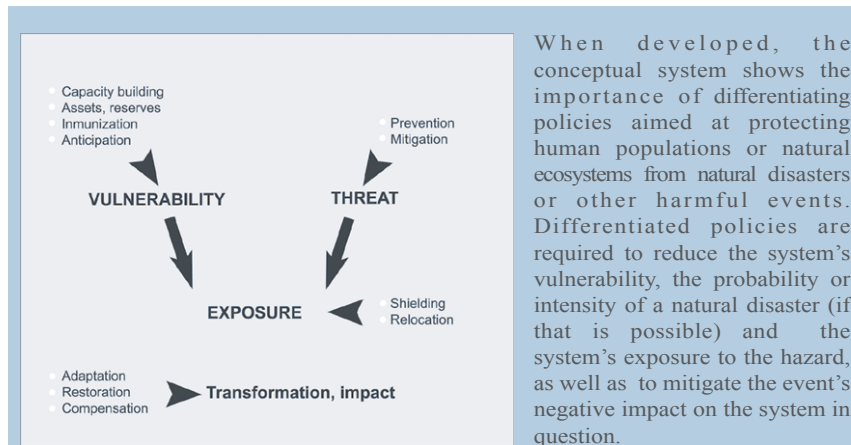 Capacity building
Assets, reserves
Inmunization
Anticipation
Prevention
Mitigation
VULNERABILITY
THREAT
EXPOSURE
Shielding
Relocation
Adaptation
Restoration
Compensation
Transformation, impact
When developed, the
conceptual system shows the
importance of differentiating
policies aimed at protecting
human populations or natural
ecosystems from natural disasters
or other harmful events.
Differentiated policies are
required to reduce the system's
vulnerability, the probability or
intensity of a natural disaster (if
that is possible) and the
system's exposure to the hazard,
as well as to mitigate the event's
negative impact on the system in
question.